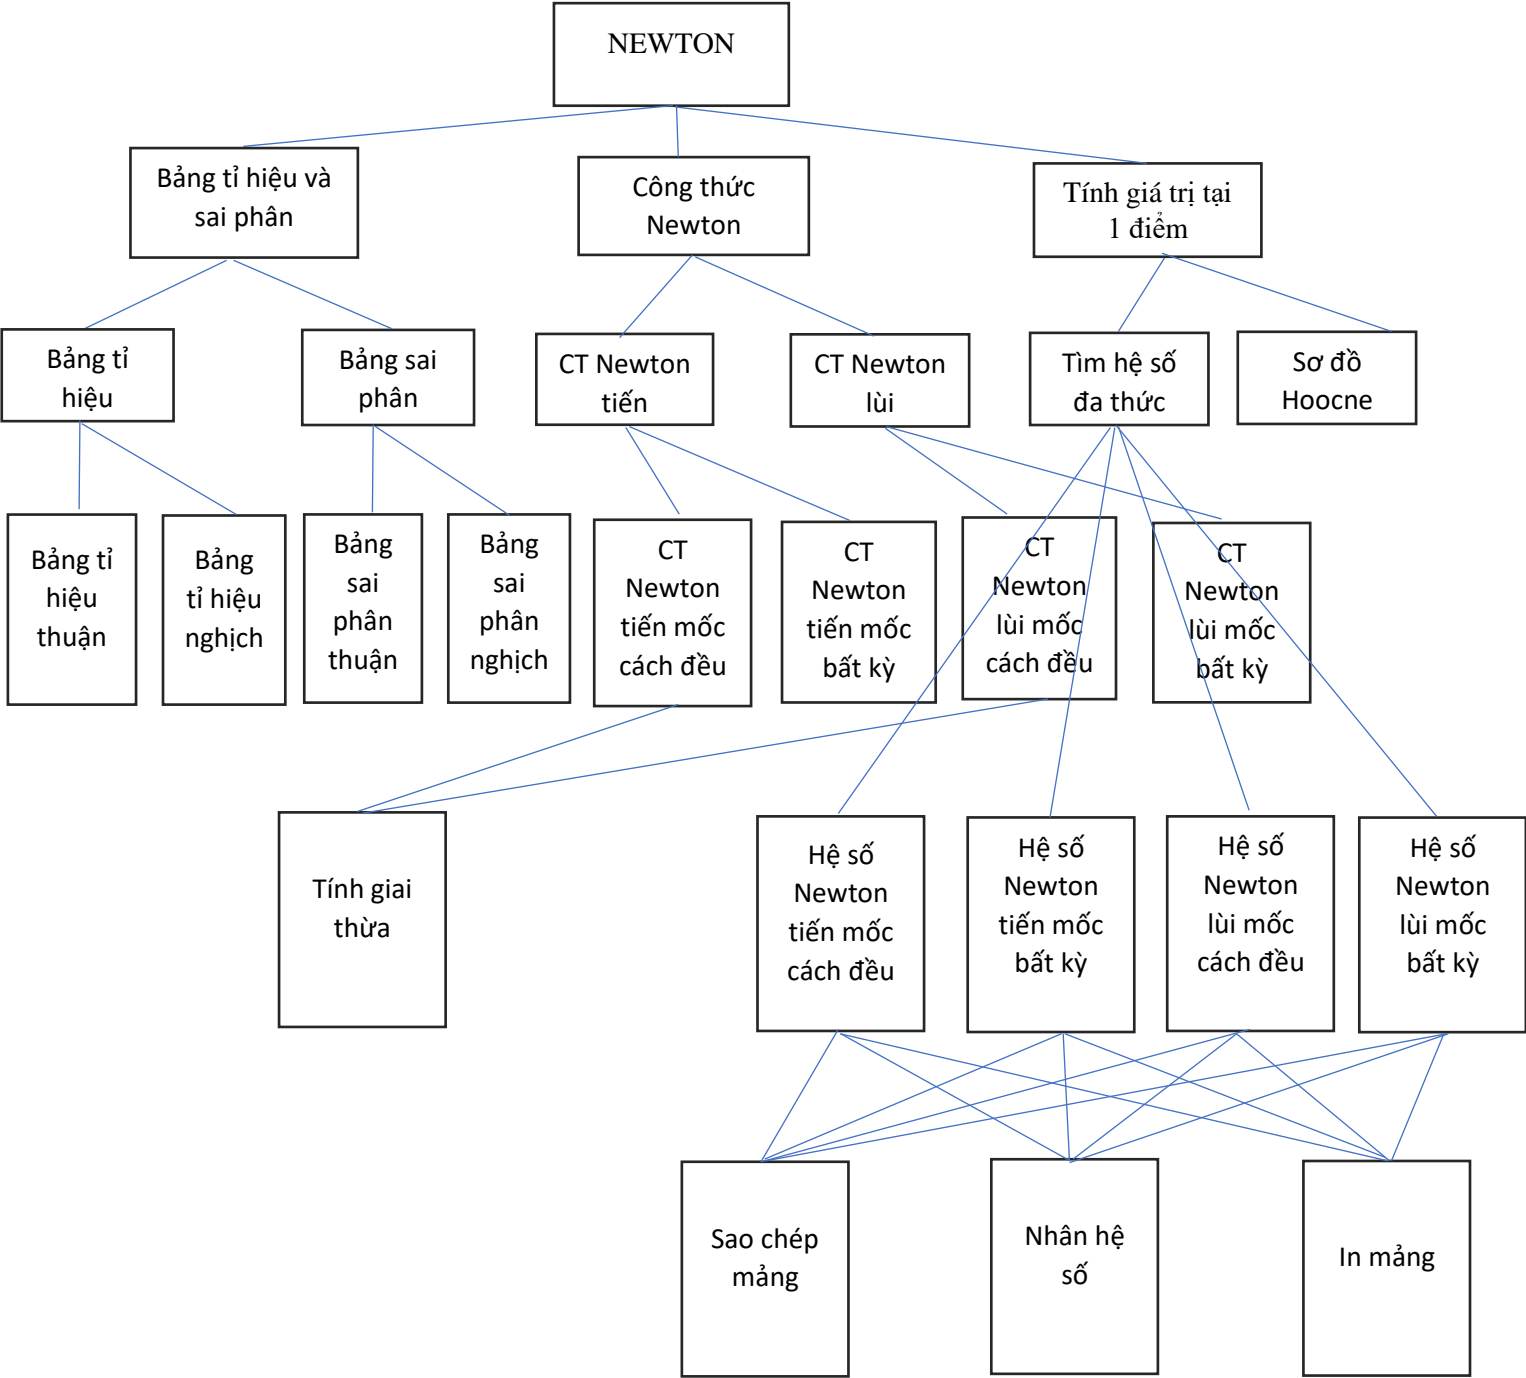 NEWTON
Bảng tỉ hiệu và
sai phân
Công thức
Newton
Tính giá trị tại
1 điểm
Bảng tỉ
hiệu
Bảng sai
phân
CT Newton
tiến
CT Newton
lùi
Tìm hệ số
đa thức
Sơ đồ
Hoocne
Bảng tỉ
hiệu
thuận
Bảng
tỉ hiệu
nghịch
Bảng
sai
phân
thuận
Bảng
sai
phân
nghịch
CT
Newton
tiến mốc
cách đều
CT
Newton
tiến mốc
bất kỳ
CT
Newton
lùi mốc
cách đều
CT
Newton
lùi mốc
bất kỳ
Tính giai
thừa
Hệ số
Newton
tiến mốc
cách đều
Hệ số
Newton
tiến mốc
bất kỳ
Hệ số
Newton
lùi mốc
cách đều
Hệ số
Newton
lùi mốc
bất kỳ
Sao chép
mảng
Nhân hệ
số
In mảng